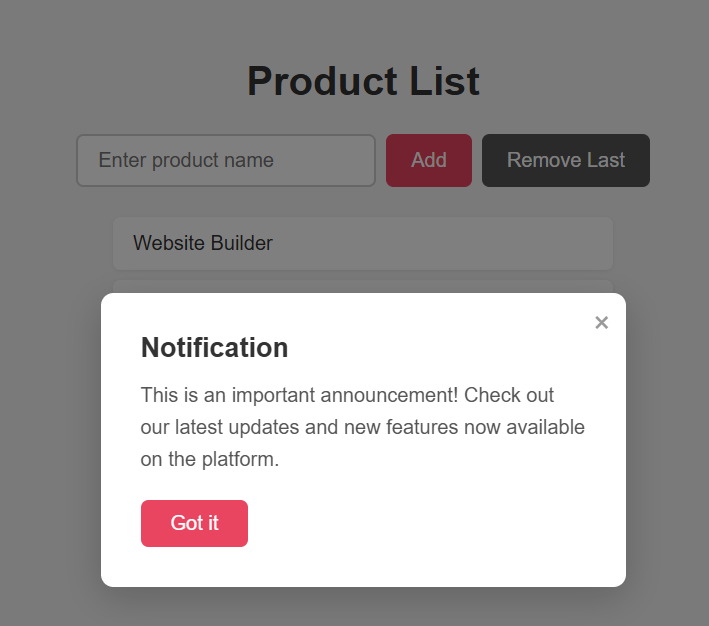 Product List
Enter product name
Add
Remove Last
Website Builder
×
Notification
This is an important announcement! Check out
our latest updates and new features now available
on the platform.
Got it